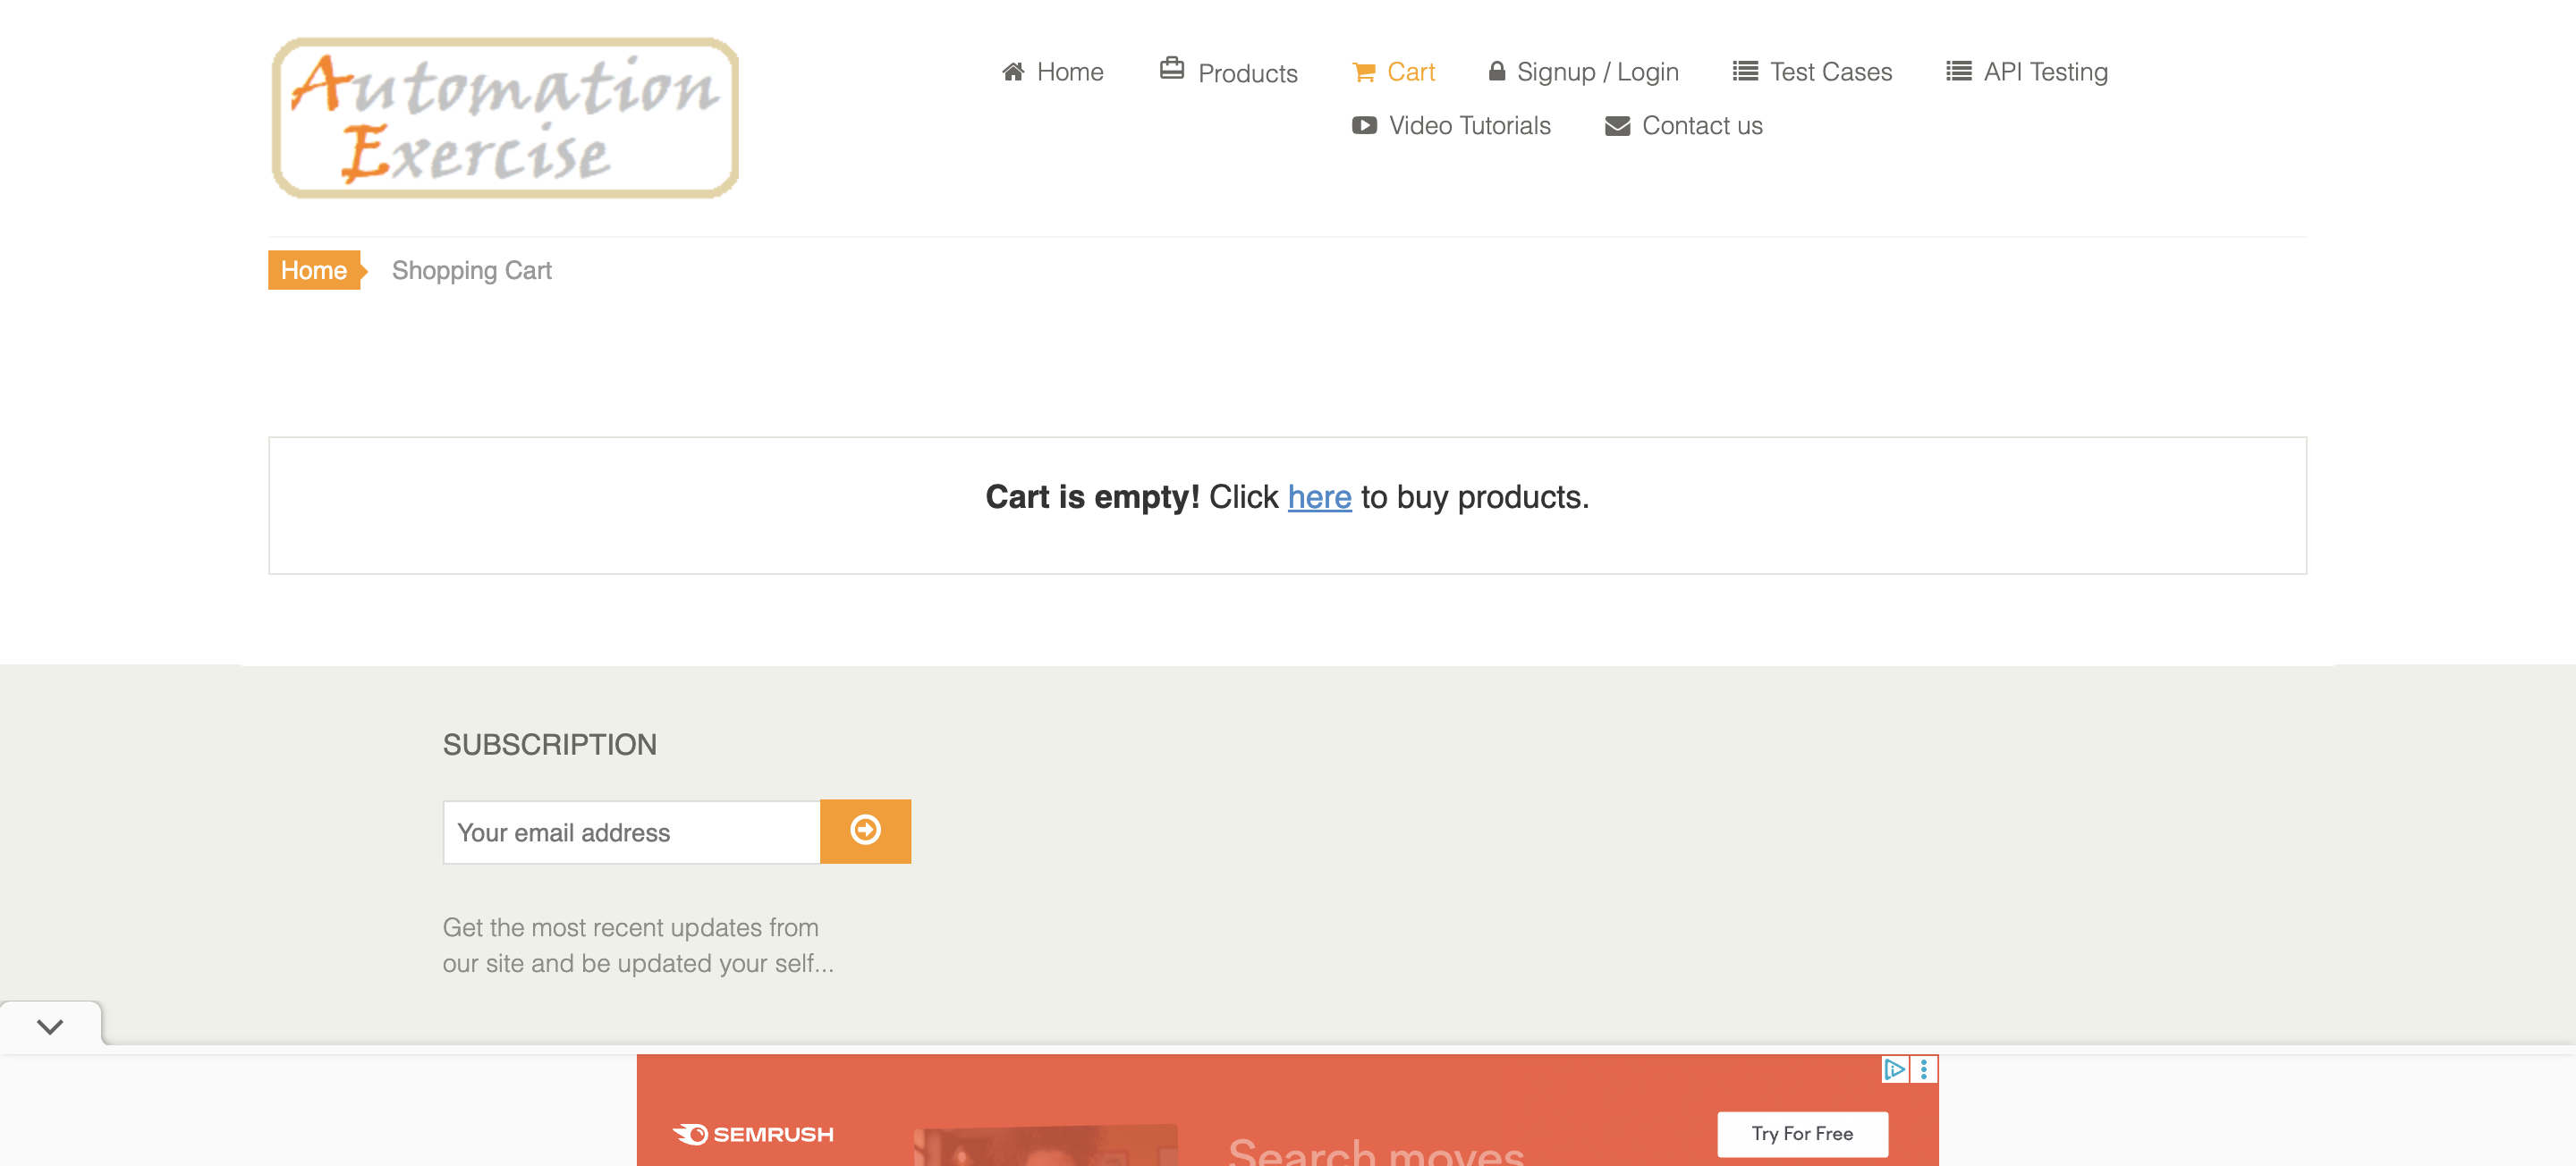 Automation
Exercise
Home
Products
Cart
Signup / Login
Test Cases
API Testing
Video Tutorials
Contact us
Home
Shopping Cart
Cart is empty! Click here to buy products.
SUBSCRIPTION
Your email address
Get the most recent updates from
our site and be updated your self...
SEMRUSH
Search moves
Try For Free